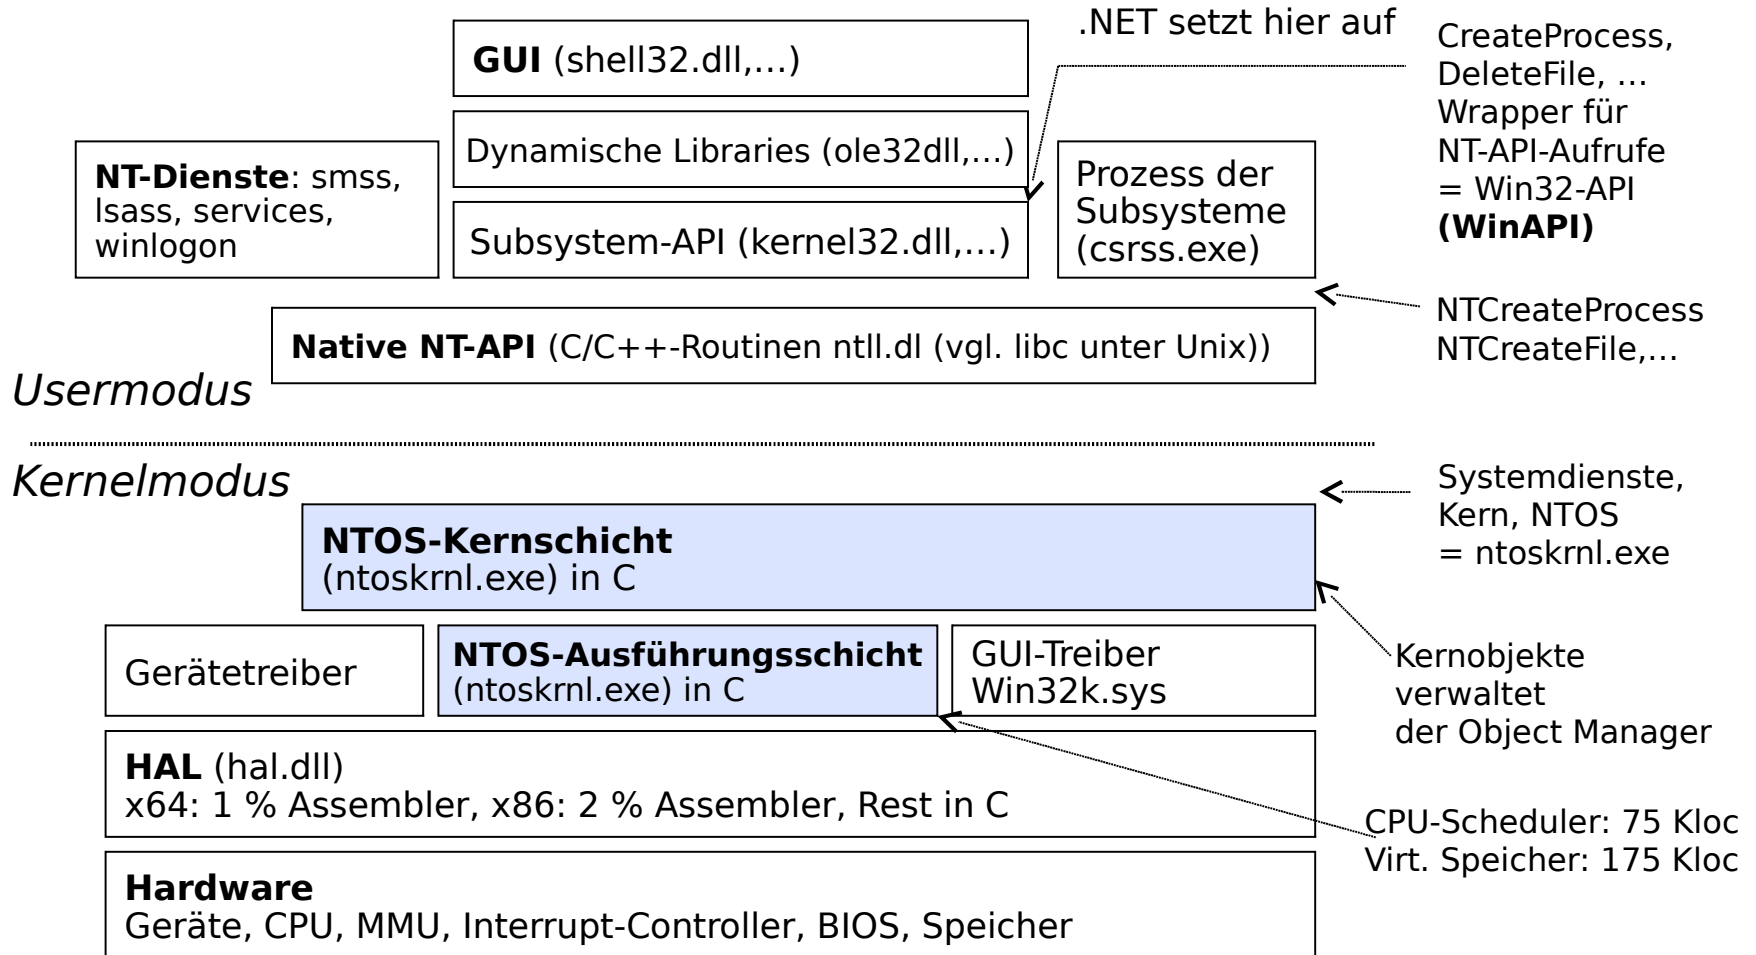 .NET setzt hier auf
GUI (shell32.dll,...)
CreateProcess,
DeleteFile, ...
Wrapper für
NT-API-Aufrufe
= Win32-API
(WinAPI)
Dynamische Libraries (ole32dll,...)
NT-Dienste: smss,
lsass, services,
winlogon
Subsystem-API (kernel32.dll,...)
Prozess der
Subsysteme
(csrss.exe)
NTCreateProcess
NTCreateFile,...
Native NT-API (C/C++-Routinen ntll.dl (vgl. libc unter Unix))
Usermodus
Kernelmodus
Systemdienste,
Kern, NTOS
= ntoskrnl.exe
NTOS-Kernschicht
(ntoskrnl.exe) in C
Gerätetreiber
NTOS-Ausführungsschicht
(ntoskrnl.exe) in C
GUI-Treiber
Win32k.sys
Kernobjekte
verwaltet
der Object Manager
HAL (hal.dll)
x64: 1 % Assembler, x86: 2 % Assembler, Rest in C
CPU-Scheduler: 75 Kloc
Virt. Speicher: 175 Kloc
Hardware
Geräte, CPU, MMU, Interrupt-Controller, BIOS, Speicher